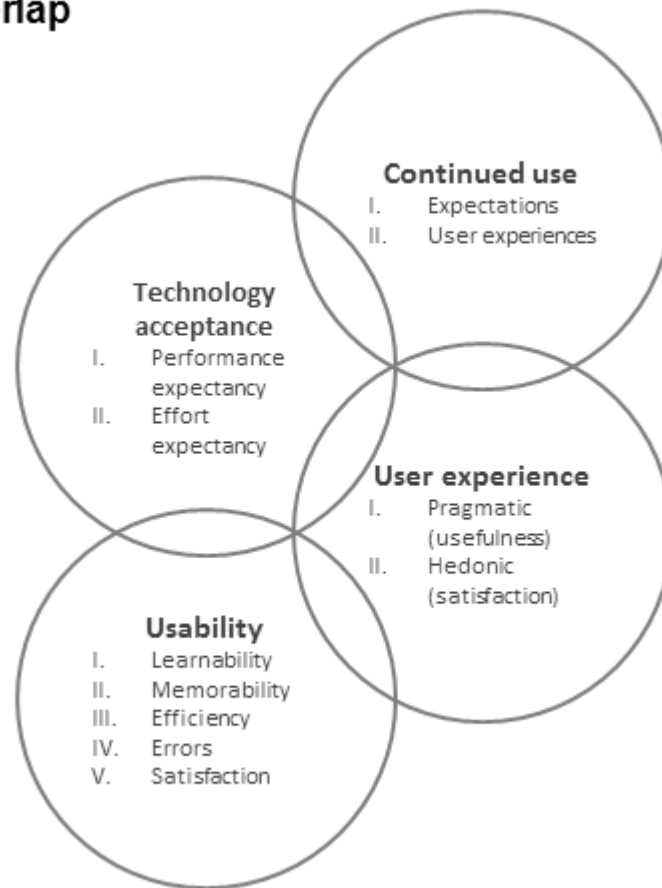 Continued use
I. Expectations
II. User experiences
Technology
acceptance
I. Performance
expectancy
II. Effort
expectancy
User experience
I. Pragmatic
(usefulness)
II. Hedonic
(satisfaction)
Usability
I. Learnability
II. Memorability
III. Efficiency
IV. Errors
V. Satisfaction